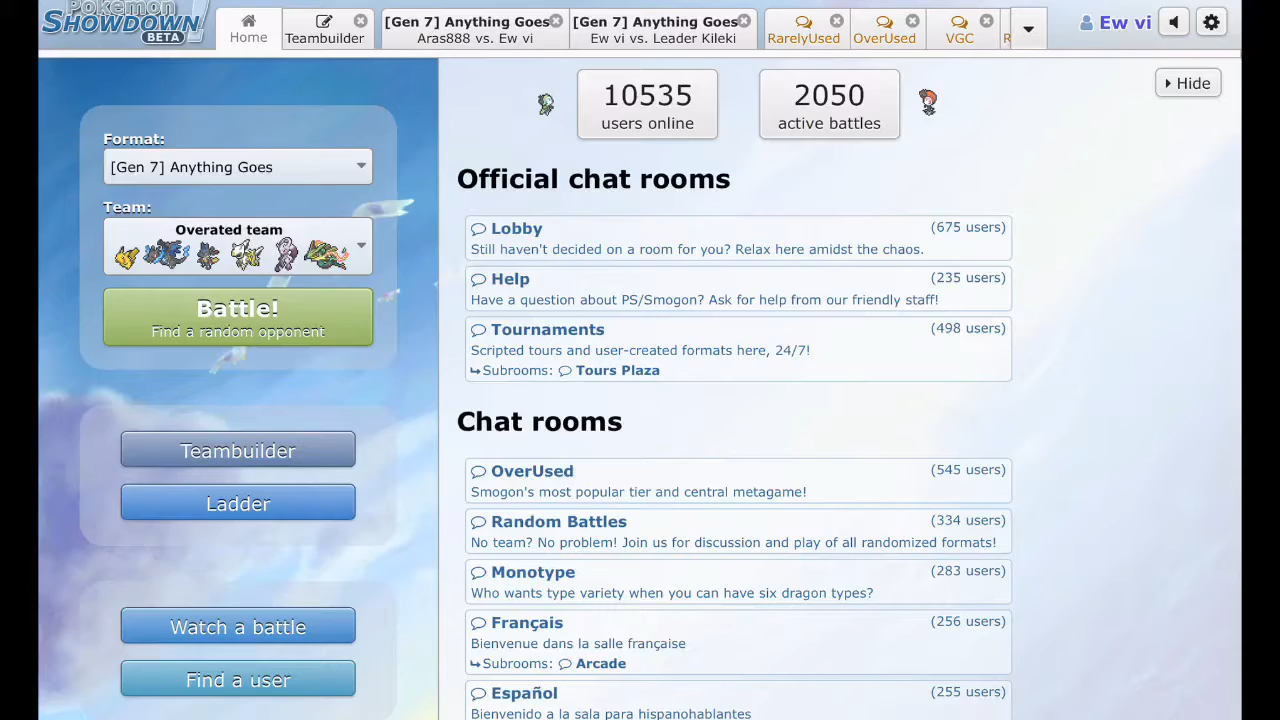 Pokémon
SHOWDOWN
BETA
Home
Teambuilder
[Gen 7] Anything Goes
Aras888 vs. Ew vi
[Gen 7] Anything Goes
Ew vi vs. Leader Kileki
RarelyUsed
OverUsed
VGC
Ew vi
Format:
[Gen 7] Anything Goes
Team:
Overated team
Battle!
Find a random opponent
Teambuilder
Ladder
Watch a battle
Find a user
10535
users online
2050
active battles
Hide
Official chat rooms
Lobby (675 users)
Still haven't decided on a room for you? Relax here amidst the chaos.
Help (235 users)
Have a question about PS/Smogon? Ask for help from our friendly staff!
Tournaments (498 users)
Scripted tours and user-created formats here, 24/7!
↳Subrooms: Tours Plaza
Chat rooms
OverUsed (545 users)
Smogon's most popular tier and central metagame!
Random Battles (334 users)
No team? No problem! Join us for discussion and play of all randomized formats!
Monotype (283 users)
Who wants type variety when you can have six dragon types?
Français (256 users)
Bienvenue dans la salle française
↳Subrooms: Arcade
Español (255 users)
Bienvenido a la sala para hispanohablantes